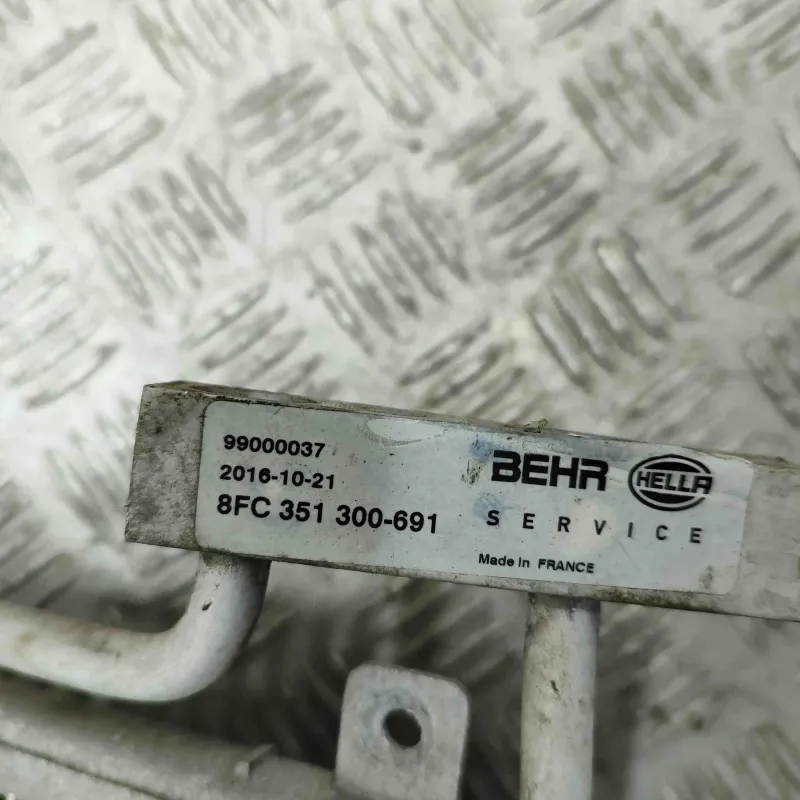 99000037
2016-10-21
8FC 351 300-691
BEHR HELLA
SERVICE
Made in FRANCE